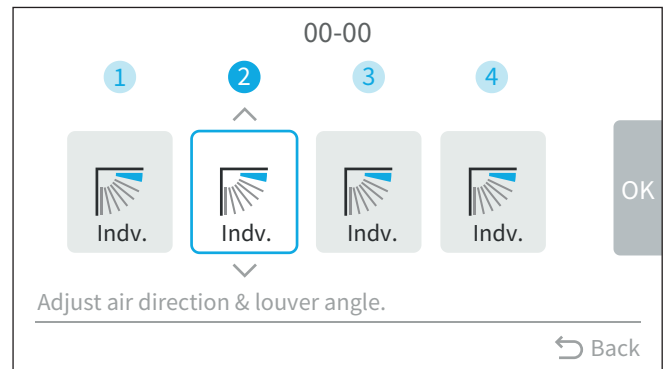 00-00
1 2 3 4
Indv. Indv. Indv. Indv.
OK
Adjust air direction & louver angle.
Back